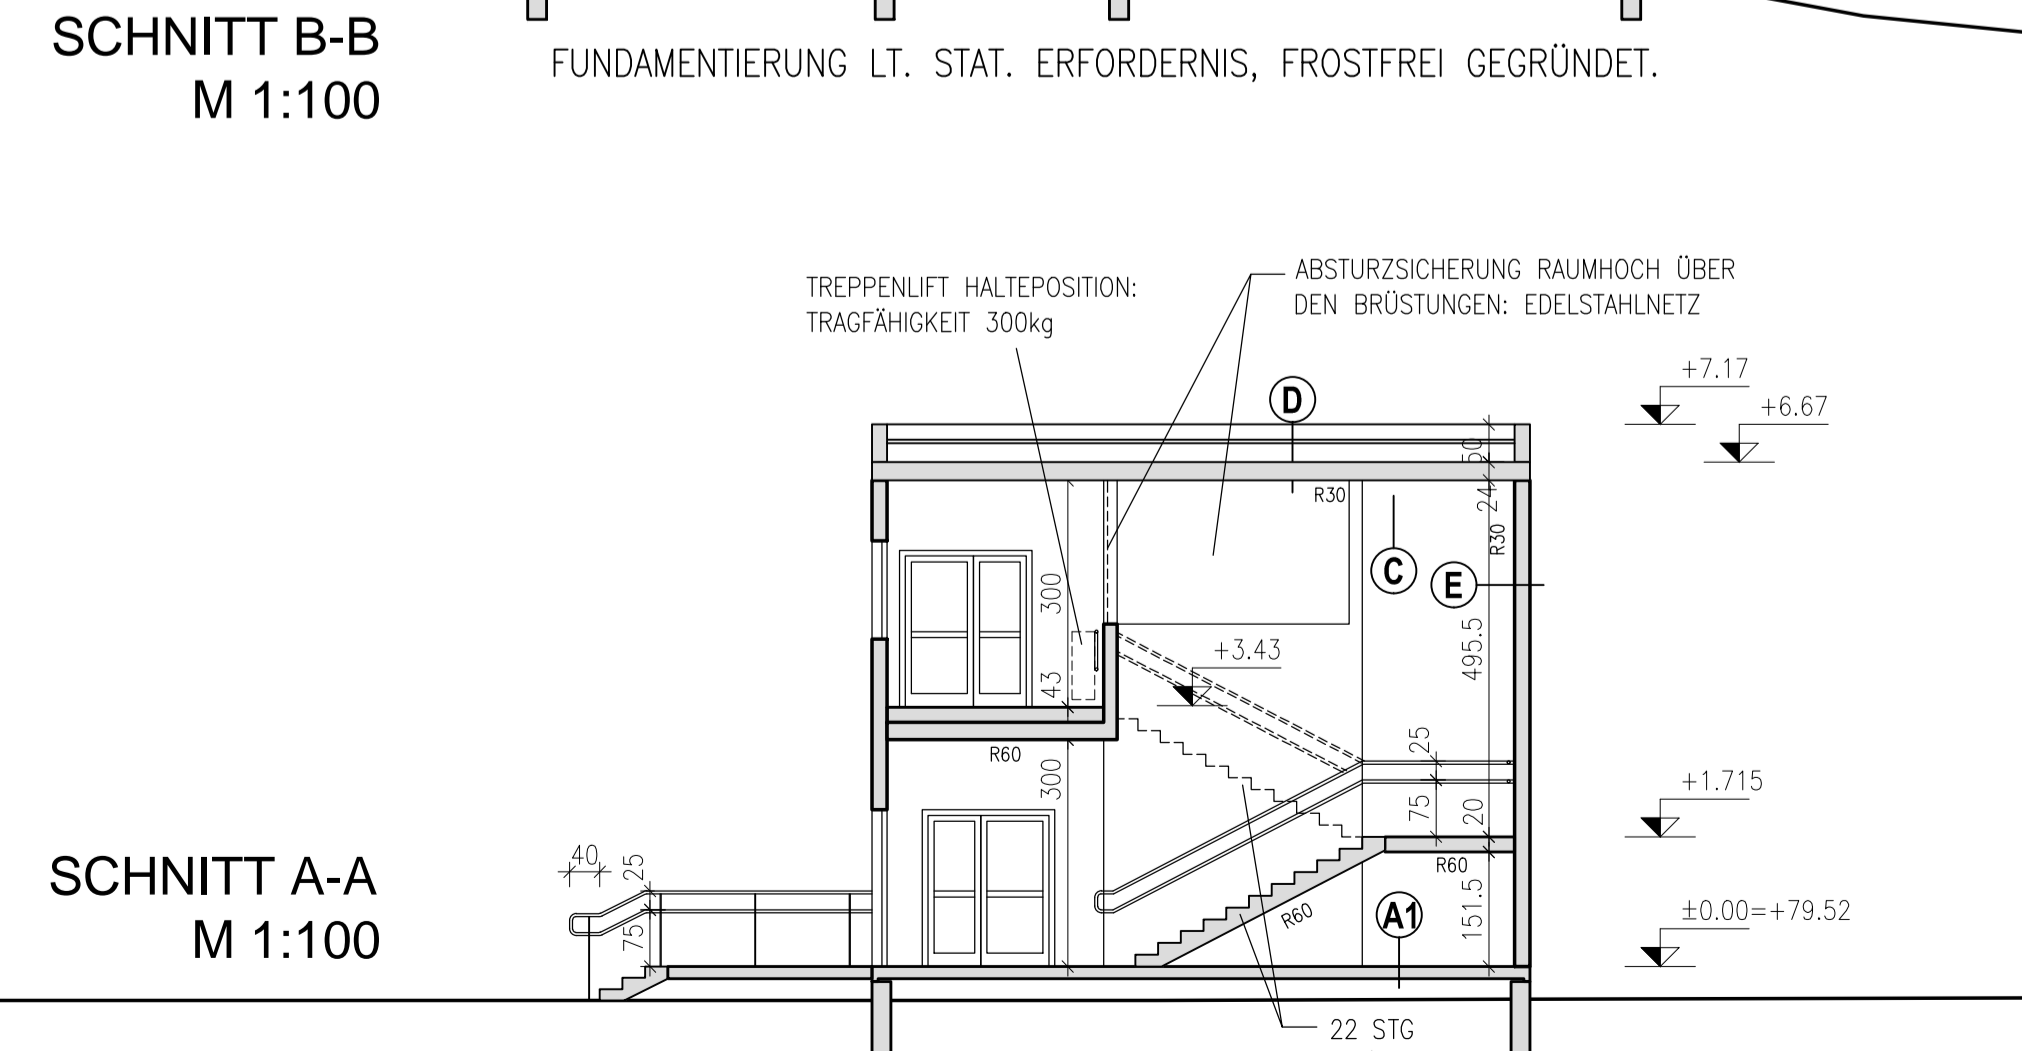 SCHNITT B-B
M 1:100
FUNDAMENTIERUNG LT. STAT. ERFORDERNIS, FROSTFREI GEGRÜNDET.
TREPPENLIFT HALTEPOSITION:
TRAGFÄHIGKEIT 300kg
ABSTURZSICHERUNG RAUMHOCH ÜBER
DEN BRÜSTUNGEN: EDELSTAHLNETZ
+7.17
+6.67
D
50
24
R30
R30
C
E
300
495.5
+3.43
43
25
R60
300
75
20
+1.715
R60
SCHNITT A-A
M 1:100
40
25
75
R60
A1
151.5
±0.00=+79.52
22 STG